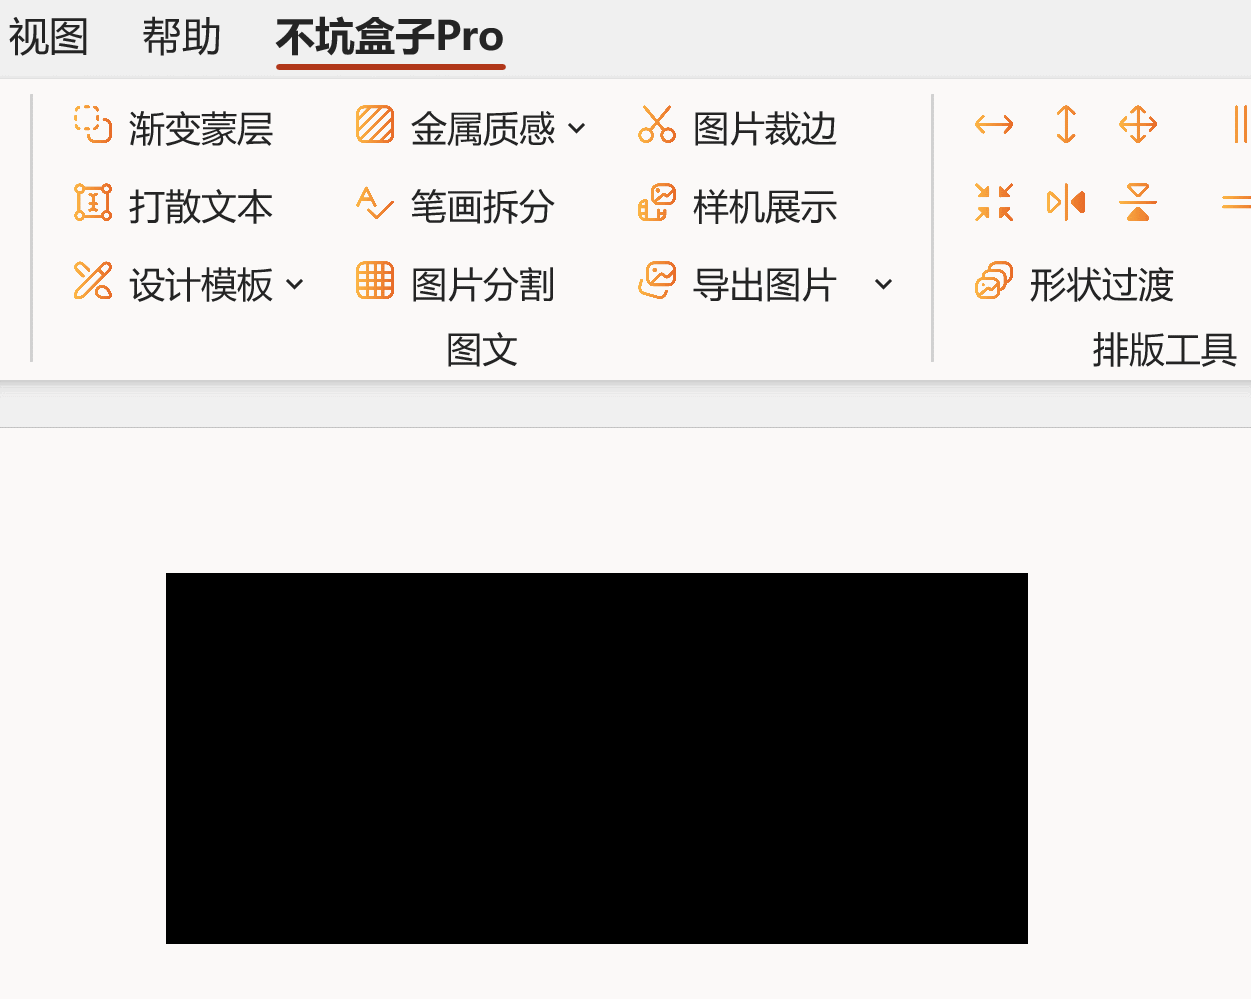 视图 帮助 不坑盒子Pro
渐变蒙层 金属质感 图片裁边
打散文本 笔画拆分 样机展示
设计模板 图片分割 导出图片 形状过渡
图文 排版工具